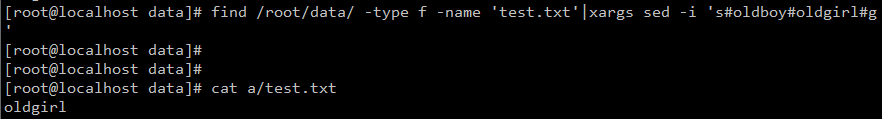 [root@localhost data]# find /root/data/ -type f -name 'test.txt'|xargs sed -i 's#oldboy#oldgirl#g
'
[root@localhost data]#
[root@localhost data]#
[root@localhost data]# cat a/test.txt
oldgirl